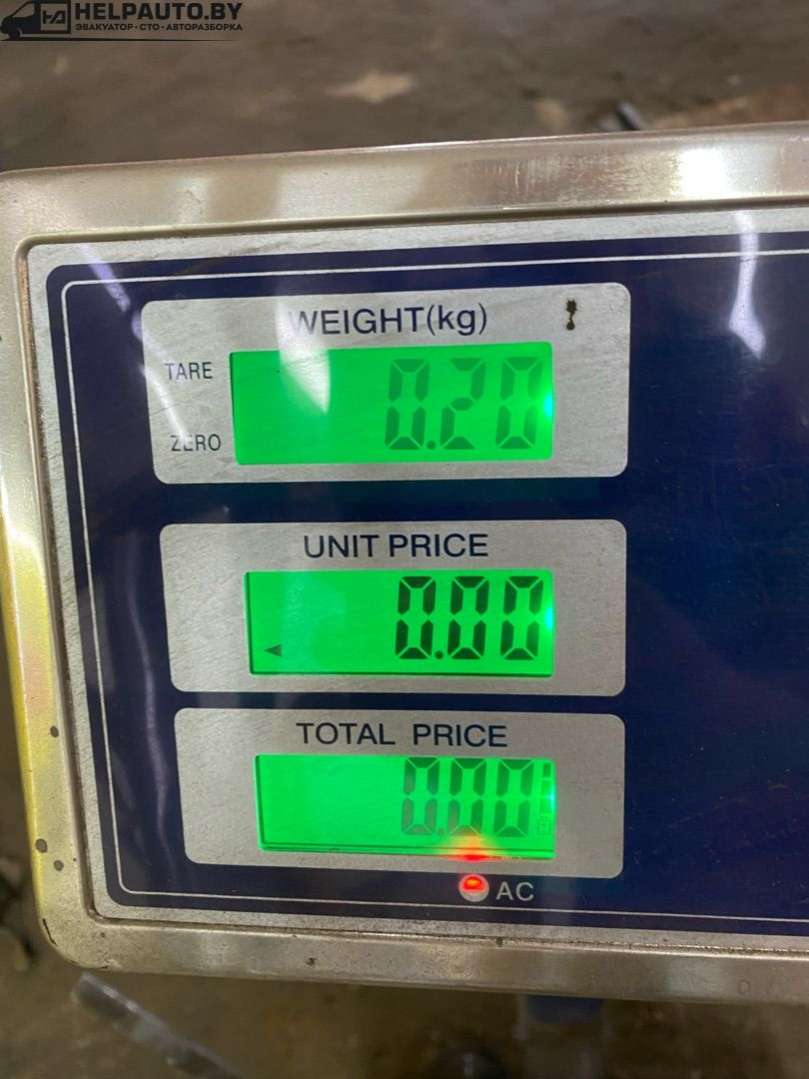 HELPAUTO.BY
ЭВАКУАТОР • СТО • АВТОРАЗБОРКА
WEIGHT(kg)
TARE
0.20
ZERO
UNIT PRICE
0.00
TOTAL PRICE
0.00
AC